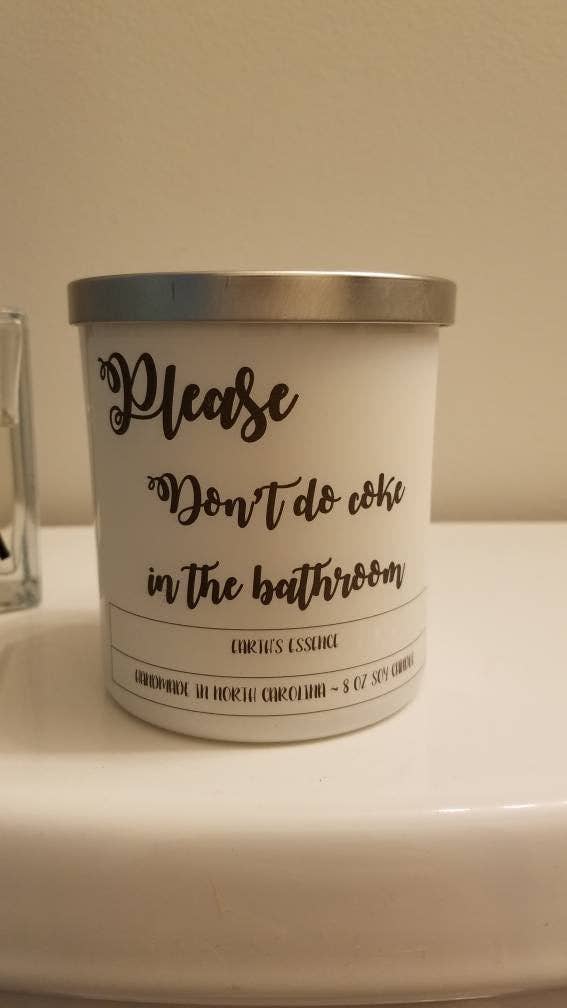 Please
Don't do coke
in the bathroom
EARTH'S ESSENCE
HANDMADE IN NORTH CAROLINA ~ 8 OZ SOY CANDLE